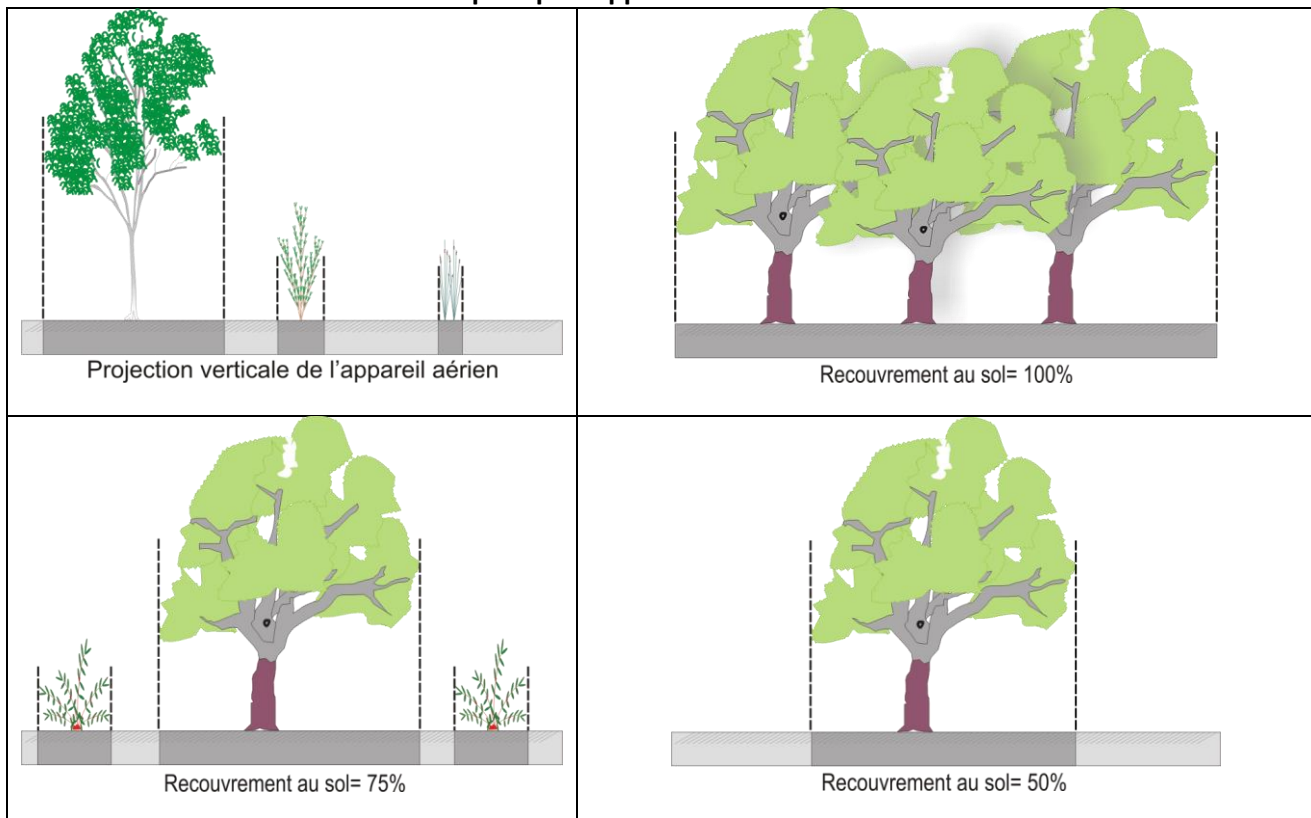 Projection verticale de l'appareil aérien
Recouvrement au sol= 100%
Recouvrement au sol= 75%
Recouvrement au sol= 50%